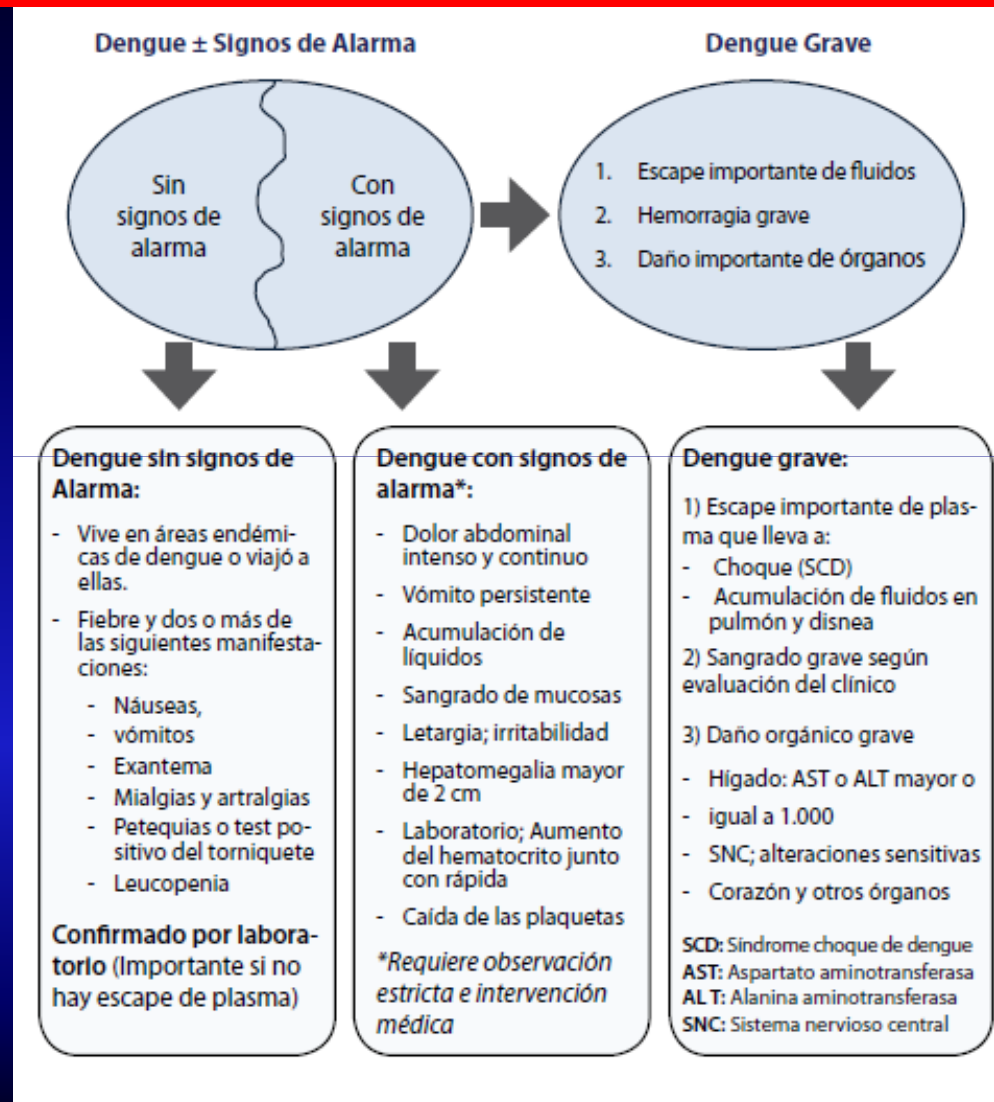 Dengue ± Signos de Alarma
Dengue Grave
Sin
signos de
alarma
Con
signos de
alarma
1. Escape importante de fluidos
2. Hemorragia grave
3. Daño importante de órganos
Dengue sin signos de
Alarma:
- Vive en áreas endémi-
cas de dengue o viajó a
ellas.
- Fiebre y dos o más de
las siguientes manifesta-
ciones:
- Náuseas,
- vómitos
- Exantema
- Mialgias y artralgias
- Petequias o test po-
sitivo del torniquete
- Leucopenia
Confirmado por labora-
torio (Importante si no
hay escape de plasma)
Dengue con signos de
alarma*:
- Dolor abdominal
intenso y continuo
- Vómito persistente
- Acumulación de
líquidos
- Sangrado de mucosas
- Letargia; irritabilidad
- Hepatomegalia mayor
de 2 cm
- Laboratorio; Aumento
del hematocrito junto
con rápida
- Caída de las plaquetas
*Requiere observación
estricta e intervención
médica
Dengue grave:
1) Escape importante de plas-
ma que lleva a:
- Choque (SCD)
- Acumulación de fluidos en
pulmón y disnea
2) Sangrado grave según
evaluación del clínico
3) Daño orgánico grave
- Hígado: AST o ALT mayor o
- igual a 1.000
- SNC; alteraciones sensitivas
- Corazón y otros órganos
SCD: Síndrome choque de dengue
AST: Aspartato aminotransferasa
AL T: Alanina aminotransferasa
SNC: Sistema nervioso central